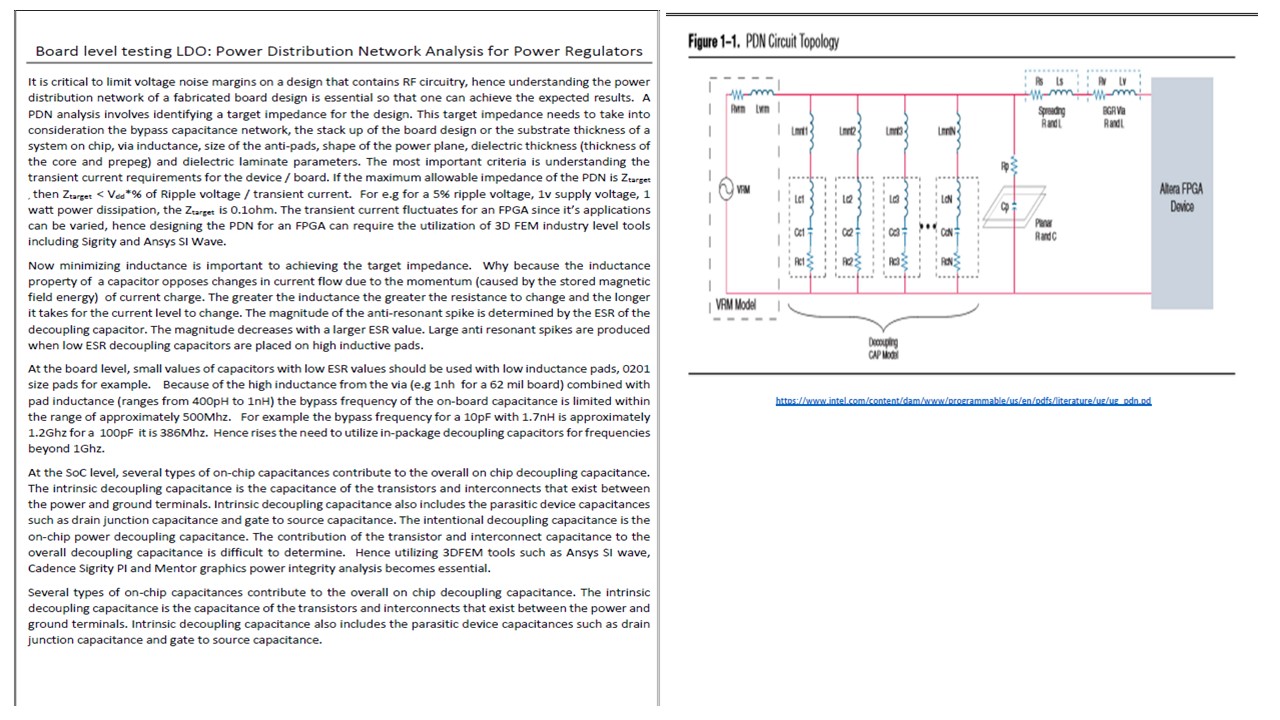 Board level testing LDO: Power Distribution Network Analysis for Power Regulators
It is critical to limit voltage noise margins on a design that contains RF circuitry, hence understanding the power
distribution network of a fabricated board design is essential so that one can achieve the expected results. A
PDN analysis involves identifying a target impedance for the design. This target impedance needs to take into
consideration the bypass capacitance network, the stack up of the board design or the substrate thickness of a
system on chip, via inductance, size of the anti-pads, shape of the power plane, dielectric thickness (thickness of
the core and prepeg) and dielectric laminate parameters. The most important criteria is understanding the
transient current requirements for the device / board. If the maximum allowable impedance of the PDN is Ztarget
, then Ztarget < Vdd*% of Ripple voltage / transient current. For e.g for a 5% ripple voltage, 1v supply voltage, 1
watt power dissipation, the Ztarget is 0.1ohm. The transient current fluctuates for an FPGA since it's applications
can be varied, hence designing the PDN for an FPGA can require the utilization of 3D FEM industry level tools
including Sigrity and Ansys SI Wave.
Now minimizing inductance is important to achieving the target impedance. Why because the inductance
property of a capacitor opposes changes in current flow due to the momentum (caused by the stored magnetic
field energy) of current charge. The greater the inductance the greater the resistance to change and the longer
it takes for the current level to change. The magnitude of the anti-resonant spike is determined by the ESR of the
decoupling capacitor. The magnitude decreases with a larger ESR value. Large anti resonant spikes are produced
when low ESR decoupling capacitors are placed on high inductive pads.
At the board level, small values of capacitors with low ESR values should be used with low inductance pads, 0201
size pads for example. Because of the high inductance from the via (e.g 1nh for a 62 mil board) combined with
pad inductance (ranges from 400pH to 1nH) the bypass frequency of the on-board capacitance is limited within
the range of approximately 500Mhz. For example the bypass frequency for a 10pF with 1.7nH is approximately
1.2Ghz for a 100pF it is 386Mhz. Hence rises the need to utilize in-package decoupling capacitors for frequencies
beyond 1Ghz.
At the SoC level, several types of on-chip capacitances contribute to the overall on chip decoupling capacitance.
The intrinsic decoupling capacitance is the capacitance of the transistors and interconnects that exist between
the power and ground terminals. Intrinsic decoupling capacitance also includes the parasitic device capacitances
such as drain junction capacitance and gate to source capacitance. The intentional decoupling capacitance is the
on-chip power decoupling capacitance. The contribution of the transistor and interconnect capacitance to the
overall decoupling capacitance is difficult to determine. Hence utilizing 3DFEM tools such as Ansys SI wave,
Cadence Sigrity PI and Mentor graphics power integrity analysis becomes essential.
Several types of on-chip capacitances contribute to the overall on chip decoupling capacitance. The intrinsic
decoupling capacitance is the capacitance of the transistors and interconnects that exist between the power and
ground terminals. Intrinsic decoupling capacitance also includes the parasitic device capacitances such as drain
junction capacitance and gate to source capacitance.
Figure 1–1. PDN Circuit Topology
Rs Ls
Rv Lv
Rvrm Lvrm
Spreading
R and L
BGR Via
R and L
Lmnt1 Lmnt2 Lmnt3 LmntN
Rp
VRM
Altera FPGA
Device
Lc1 Lc2 Lc3 LcN
Cp
Planar
R and C
Cc1 Cc2 Cc3 CcN
Rc1 Rc2 Rc3 RcN
VRM Model
Decoupling
CAP Model
https://www.intel.com/content/dam/www/programmable/us/en/pdfs/literature/ug/ug_pdn.pd